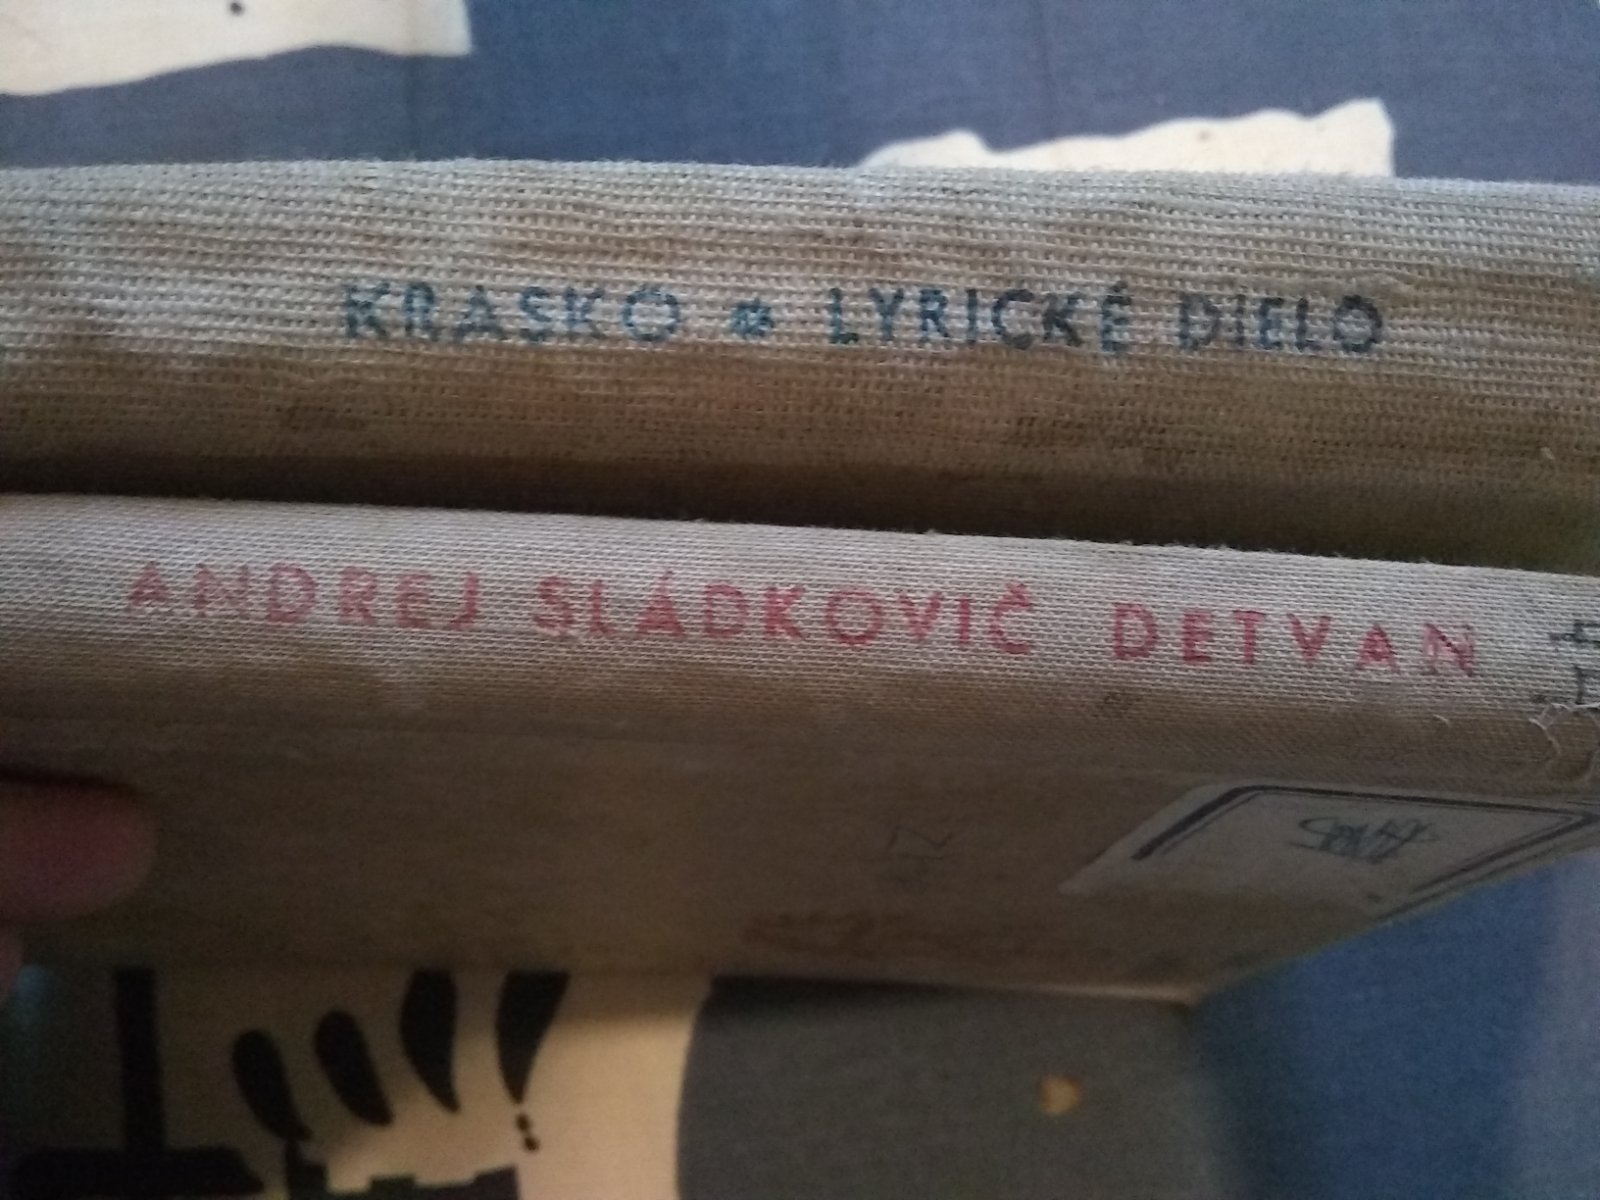 KRASKO * LYRICKÉ DIELO
ANDREJ SLÁDKOVIČ DETVAN